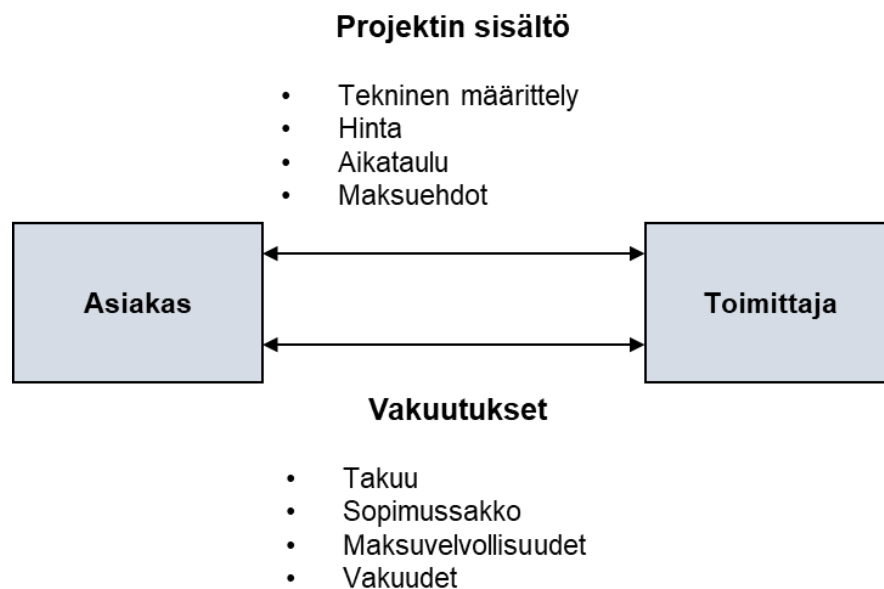 Projektin sisältö
• Tekninen määrittely
• Hinta
• Aikataulu
• Maksuehdot
Asiakas
Toimittaja
Vakuutukset
• Takuu
• Sopimussakko
• Maksuvelvollisuudet
• Vakuudet